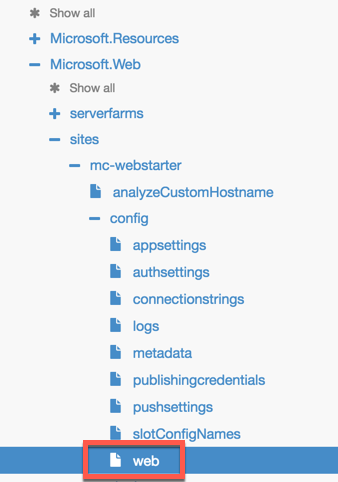 Show all
Microsoft.Resources
Microsoft.Web
Show all
serverfarms
sites
mc-webstarter
analyzeCustomHostname
config
appsettings
authsettings
connectionstrings
logs
metadata
publishingcredentials
pushsettings
slotConfigNames
web